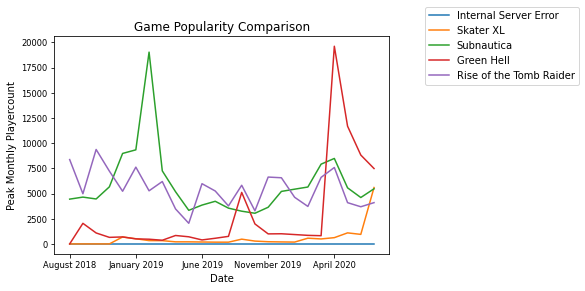 Game Popularity Comparison
Internal Server Error
Skater XL
Subnautica
Green Hell
Rise of the Tomb Raider
Peak Monthly Playercount
20000
17500
15000
12500
10000
7500
5000
2500
0
August 2018 January 2019 June 2019 November 2019 April 2020
Date